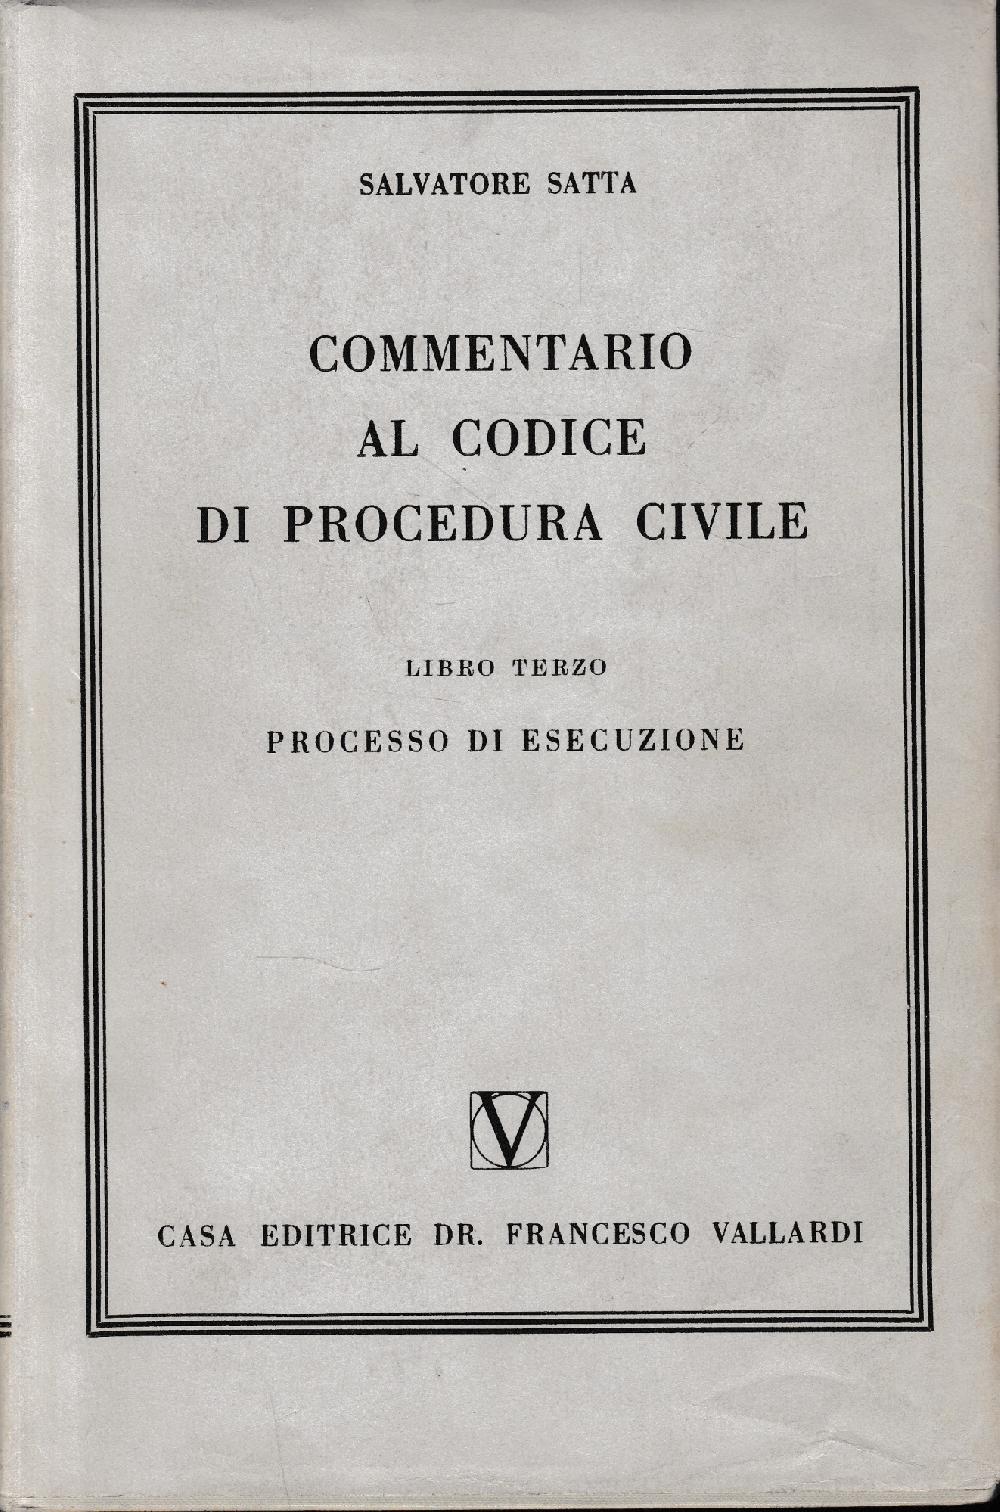 SALVATORE SATTA
COMMENTARIO
AL CODICE
DI PROCEDURA CIVILE
LIBRO TERZO
PROCESSO DI ESECUZIONE
V
CASA EDITRICE DR. FRANCESCO VALLARDI